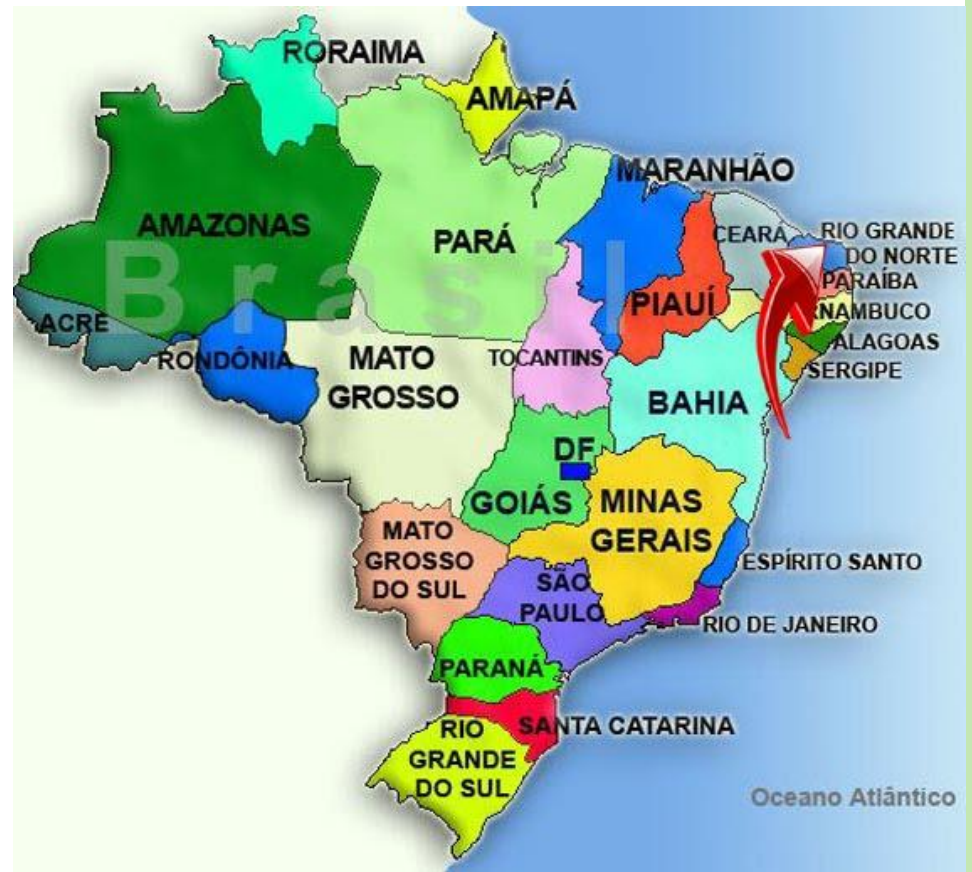 RORAIMA
AMAPÁ
MARANHÃO
AMAZONAS
PARÁ
CEARÁ
RIO GRANDE
DO NORTE
PARAÍBA
Brasil
PIAUÍ
RNAMBUCO
ACRE
RONDÔNIA
MATO
GROSSO
TOCANTINS
ALAGOAS
SERGIPE
BAHIA
DF
GOIÁS
MINAS
GERAIS
MATO
GROSSO
DO SUL
SÃO
PAULO
ESPÍRITO SANTO
RIO DE JANEIRO
PARANÁ
SANTA CATARINA
RIO
GRANDE
DO SUL
Oceano Atlântico